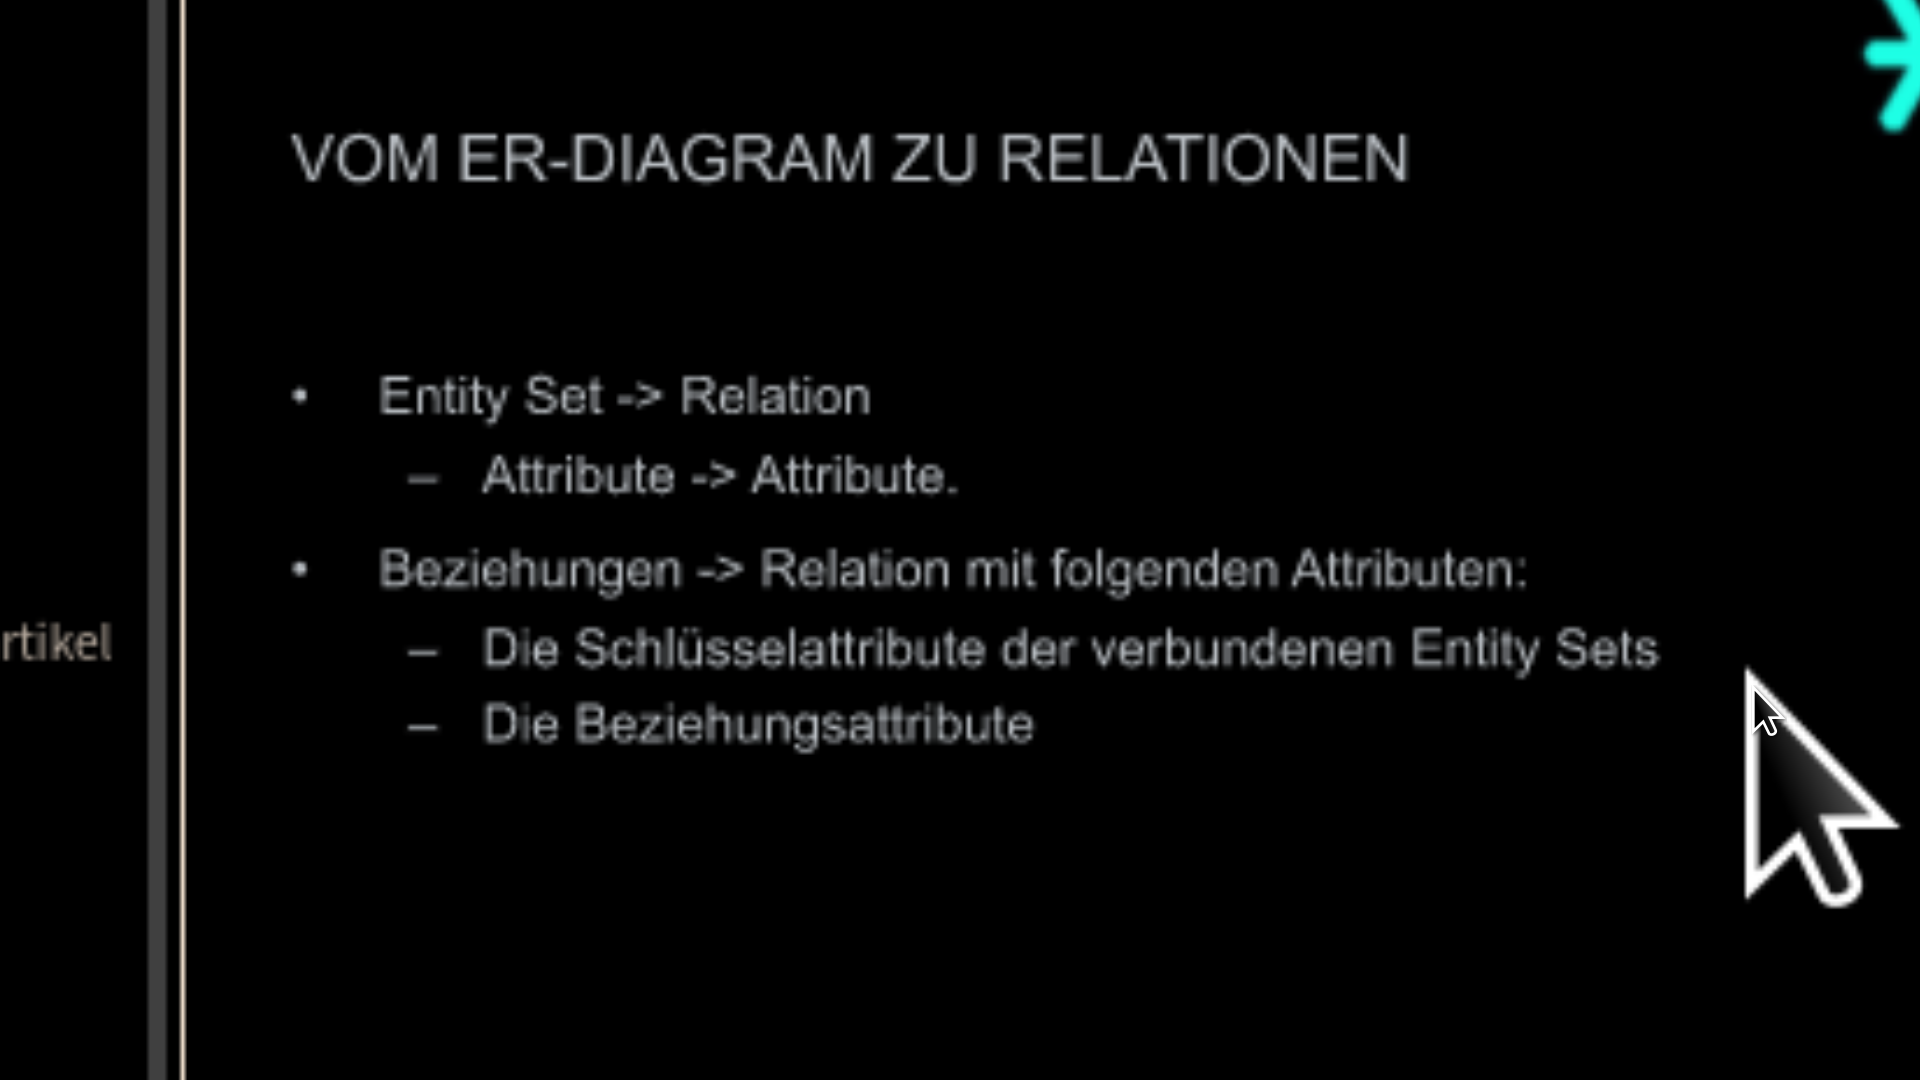 VOM ER-DIAGRAM ZU RELATIONEN
• Entity Set -> Relation
– Attribute -> Attribute.
• Beziehungen -> Relation mit folgenden Attributen:
– Die Schlüsselattribute der verbundenen Entity Sets
– Die Beziehungsattribute
rtikel